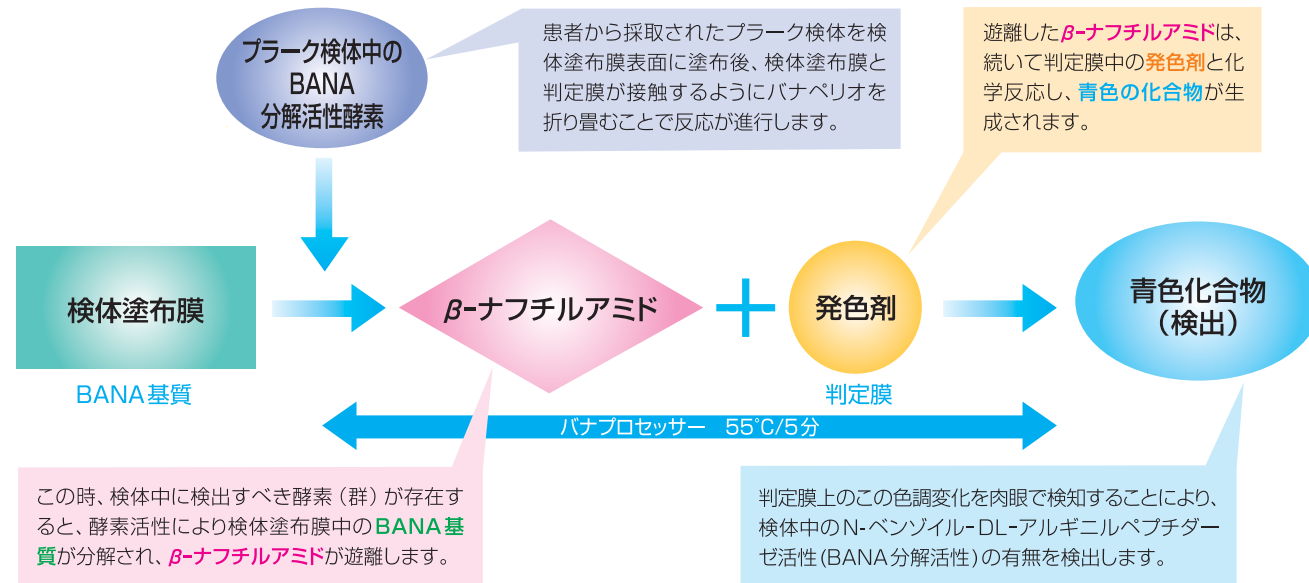 プラーク検体中の
BANA
分解活性酵素
患者から採取されたプラーク検体を検
体塗布膜表面に塗布後、検体塗布膜と
判定膜が接触するようにバナペリオを
折り畳むことで反応が進行します。
遊離したβ-ナフチルアミドは、
続いて判定膜中の発色剤と化
学反応し、青色の化合物が生
成されます。
検体塗布膜
BANA基質
β-ナフチルアミド
+
発色剤
判定膜
青色化合物
(検出)
バナプロセッサー 55℃/5分
この時、検体中に検出すべき酵素(群)が存在す
ると、酵素活性により検体塗布膜中のBANA基
質が分解され、β-ナフチルアミドが遊離します。
判定膜上のこの色調変化を肉眼で検知することにより、
検体中のN-ベンゾイル-DL-アルギニルペプチダー
ゼ活性(BANA分解活性)の有無を検出します。